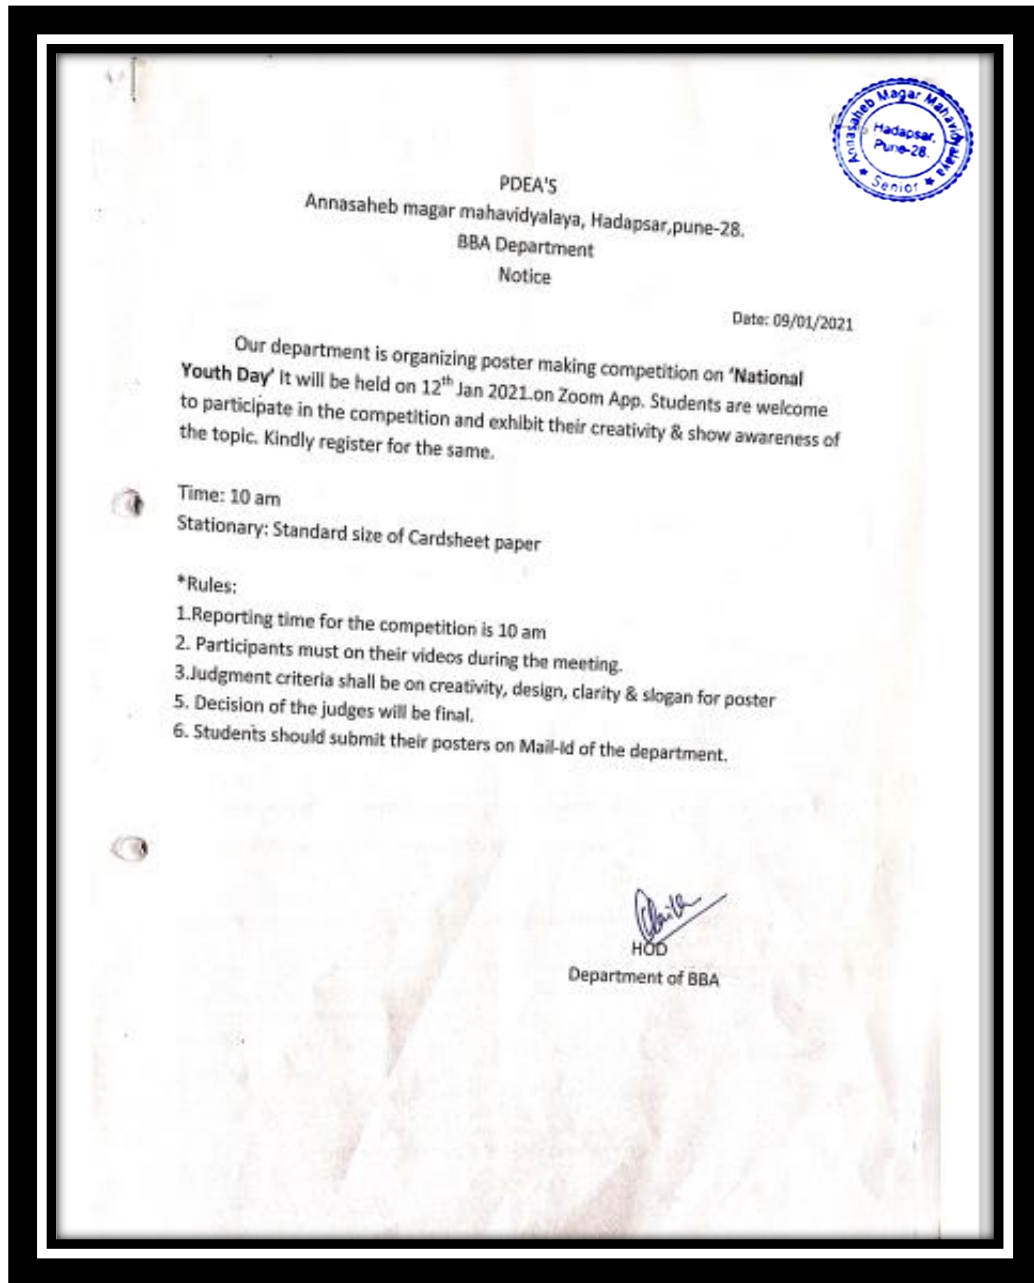 Annasaheb Magar Mahavidyalaya
Hadapsar,
Pune-28.
★ Senior ★
PDEA'S
Annasaheb magar mahavidyalaya, Hadapsar,pune-28.
BBA Department
Notice
Date: 09/01/2021
Our department is organizing poster making competition on ‘National
Youth Day’ It will be held on 12th Jan 2021.on Zoom App. Students are welcome
to participate in the competition and exhibit their creativity & show awareness of
the topic. Kindly register for the same.
Time: 10 am
Stationary: Standard size of Cardsheet paper
*Rules:
1.Reporting time for the competition is 10 am
2. Participants must on their videos during the meeting.
3.Judgment criteria shall be on creativity, design, clarity & slogan for poster
5. Decision of the judges will be final.
6. Students should submit their posters on Mail-Id of the department.
HOD
Department of BBA